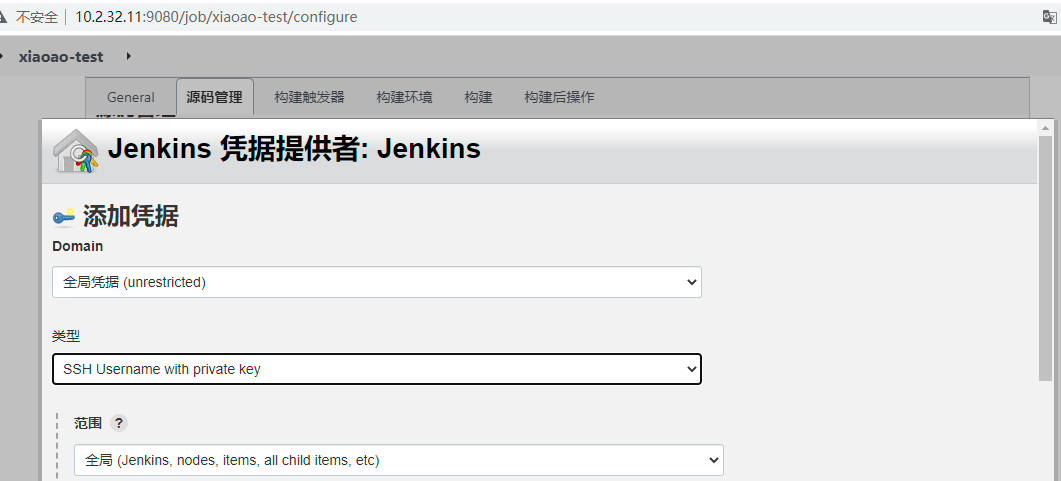 不安全 10.2.32.11:9080/job/xiaoao-test/configure
xiaoao-test
General 源码管理 构建触发器 构建环境 构建 构建后操作
Jenkins 凭据提供者: Jenkins
添加凭据
Domain
全局凭据 (unrestricted)
类型
SSH Username with private key
范围 ?
全局 (Jenkins, nodes, items, all child items, etc)